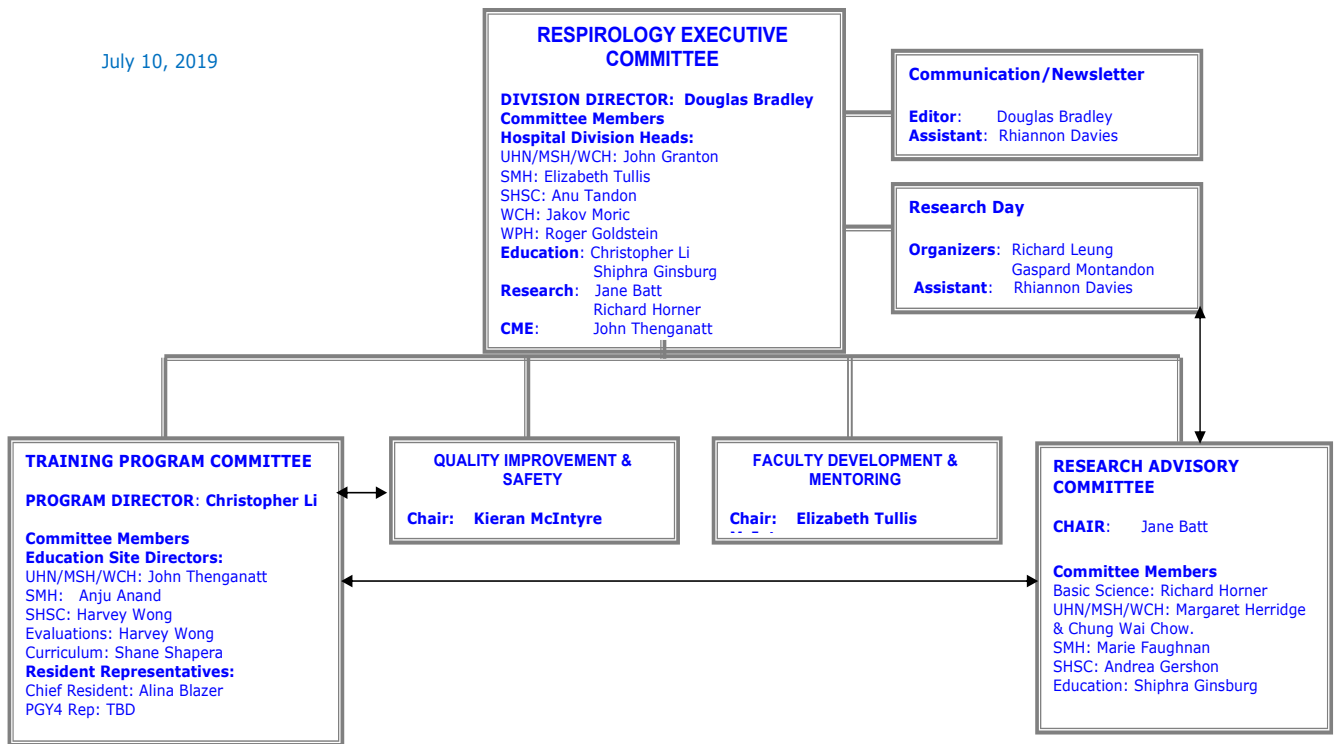 July 10, 2019
RESPIROLOGY EXECUTIVE
COMMITTEE
DIVISION DIRECTOR: Douglas Bradley
Committee Members
Hospital Division Heads:
UHN/MSH/WCH: John Granton
SMH: Elizabeth Tullis
SHSC: Anu Tandon
WCH: Jakov Moric
WPH: Roger Goldstein
Education: Christopher Li
Shiphra Ginsburg
Research: Jane Batt
Richard Horner
CME: John Thenganatt
Communication/Newsletter
Editor: Douglas Bradley
Assistant: Rhiannon Davies
Research Day
Organizers: Richard Leung
Gaspard Montandon
Assistant: Rhiannon Davies
TRAINING PROGRAM COMMITTEE
PROGRAM DIRECTOR: Christopher Li
Committee Members
Education Site Directors:
UHN/MSH/WCH: John Thenganatt
SMH: Anju Anand
SHSC: Harvey Wong
Evaluations: Harvey Wong
Curriculum: Shane Shapera
Resident Representatives:
Chief Resident: Alina Blazer
PGY4 Rep: TBD
QUALITY IMPROVEMENT &
SAFETY
Chair: Kieran McIntyre
FACULTY DEVELOPMENT &
MENTORING
Chair: Elizabeth Tullis
RESEARCH ADVISORY
COMMITTEE
CHAIR: Jane Batt
Committee Members
Basic Science: Richard Horner
UHN/MSH/WCH: Margaret Herridge
& Chung Wai Chow.
SMH: Marie Faughnan
SHSC: Andrea Gershon
Education: Shiphra Ginsburg